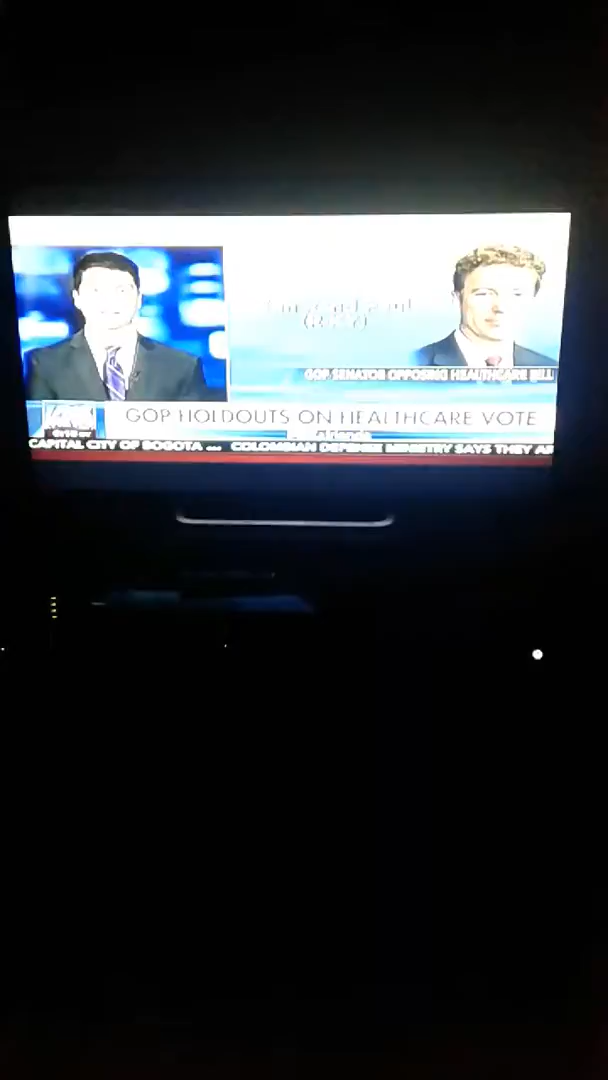 GOP SENATOR OPPOSING HEALTHCARE BILL
GOP HOLDOUTS ON HEALTHCARE VOTE
CAPITAL CITY OF BOGOTA ... COLOMBIAN DEFENSE MINISTRY SAYS THEY